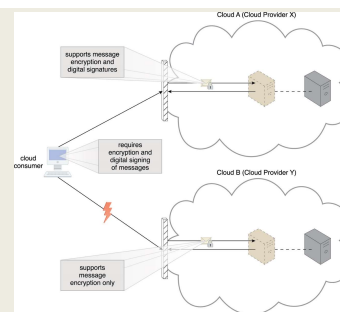 Cloud A (Cloud Provider X)
supports message
encryption and
digital signatures
requires
encryption and
digital signing
of messages
cloud
consumer
Cloud B (Cloud Provider Y)
supports
message
encryption only